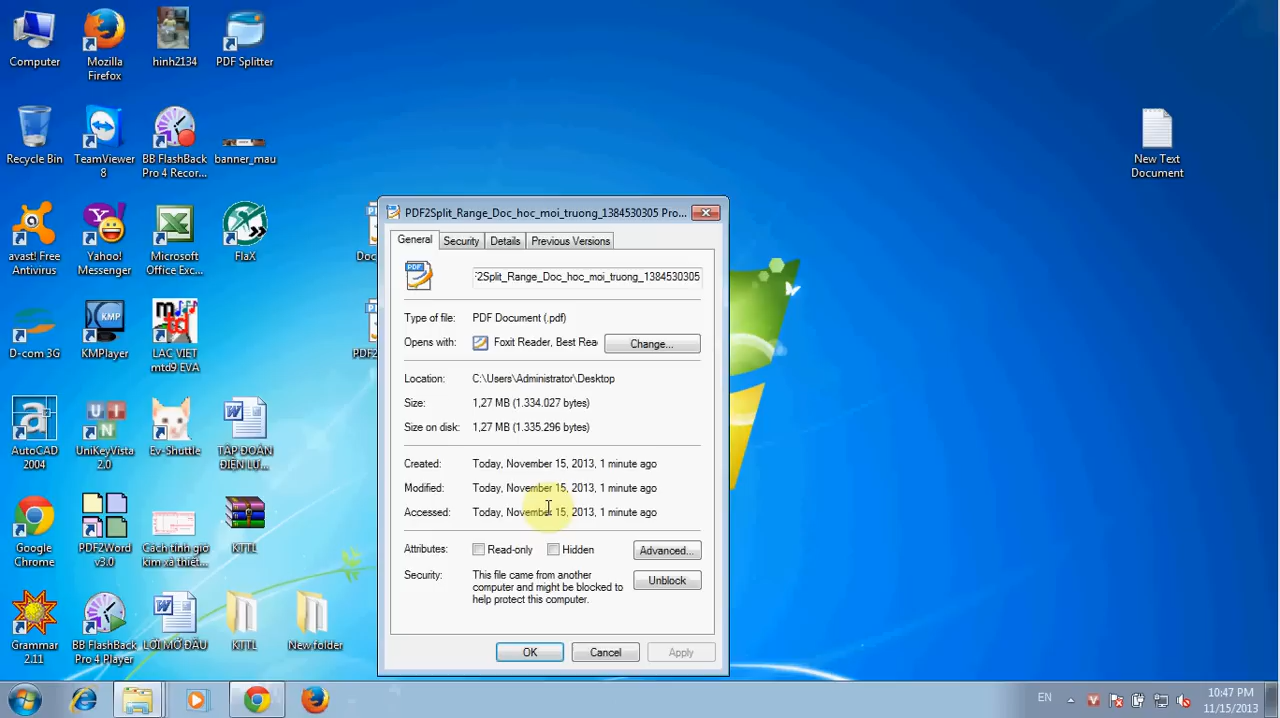 Computer
Mozilla
Firefox
hinh2134
PDF Splitter
Recycle Bin
TeamViewer
8
BB FlashBack
Pro 4 Recor...
banner_mau
New Text
Document
avast! Free
Antivirus
Yahoo!
Messenger
Microsoft
Office Exc...
FlaX
Doc
D-com 3G
KMPlayer
LAC VIET
mtd9 EVA
PDF2
AutoCAD
2004
UniKeyVista
2.0
Ev-Shuttle
TẬP ĐOÀN
ĐIỆN LỰ...
Google
Chrome
PDF2Word
v3.0
Cách tính giờ
kim xà thiết...
KTTL
Grammar
2.11
BB FlashBack
Pro 4 Player
LỜI MỞ ĐẦU
KTTL
New folder
PDF2Split_Range_Doc_hoc_moi_truong_1384530305 Pro...
General
Security
Details
Previous Versions
PDF
2Split_Range_Doc_hoc_moi_truong_1384530305
Type of file: PDF Document (.pdf)
Opens with: Foxit Reader, Best Rea
Change...
Location: C:\Users\Administrator\Desktop
Size: 1,27 MB (1.334.027 bytes)
Size on disk: 1,27 MB (1.335.296 bytes)
Created: Today, November 15, 2013, 1 minute ago
Modified: Today, November 15, 2013, 1 minute ago
Accessed: Today, November 15, 2013, 1 minute ago
Attributes: Read-only Hidden Advanced...
Security: This file came from another
computer and might be blocked to
help protect this computer.
Unblock
OK Cancel Apply
EN
10:47 PM
11/15/2013